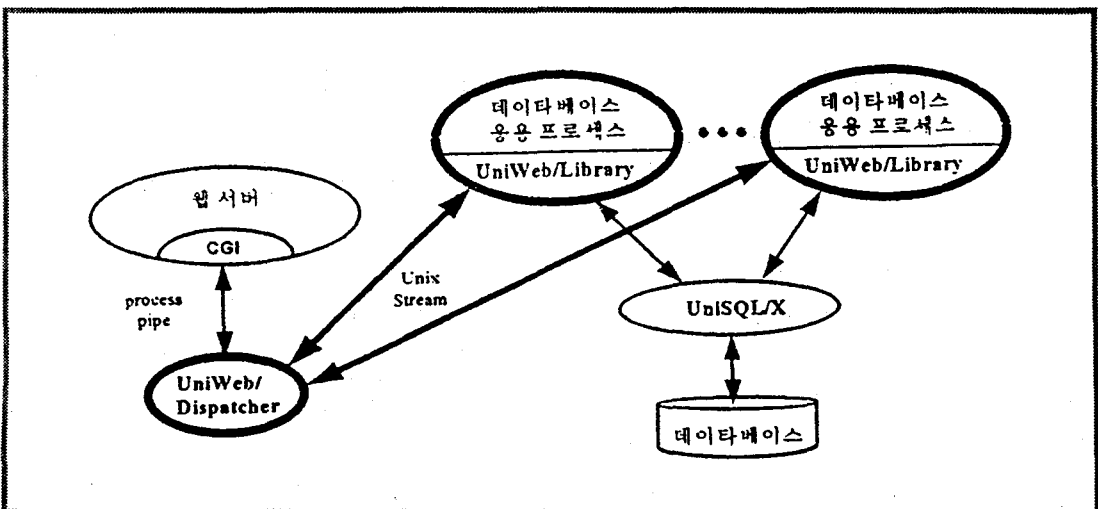 데이타베이스
응용 프로세스
UniWeb/Library
데이타베이스
응용 프로세스
UniWeb/Library
웹 서버
CGI
process
pipe
Unix
Stream
UniSQL/X
UniWeb/
Dispatcher
데이타베이스